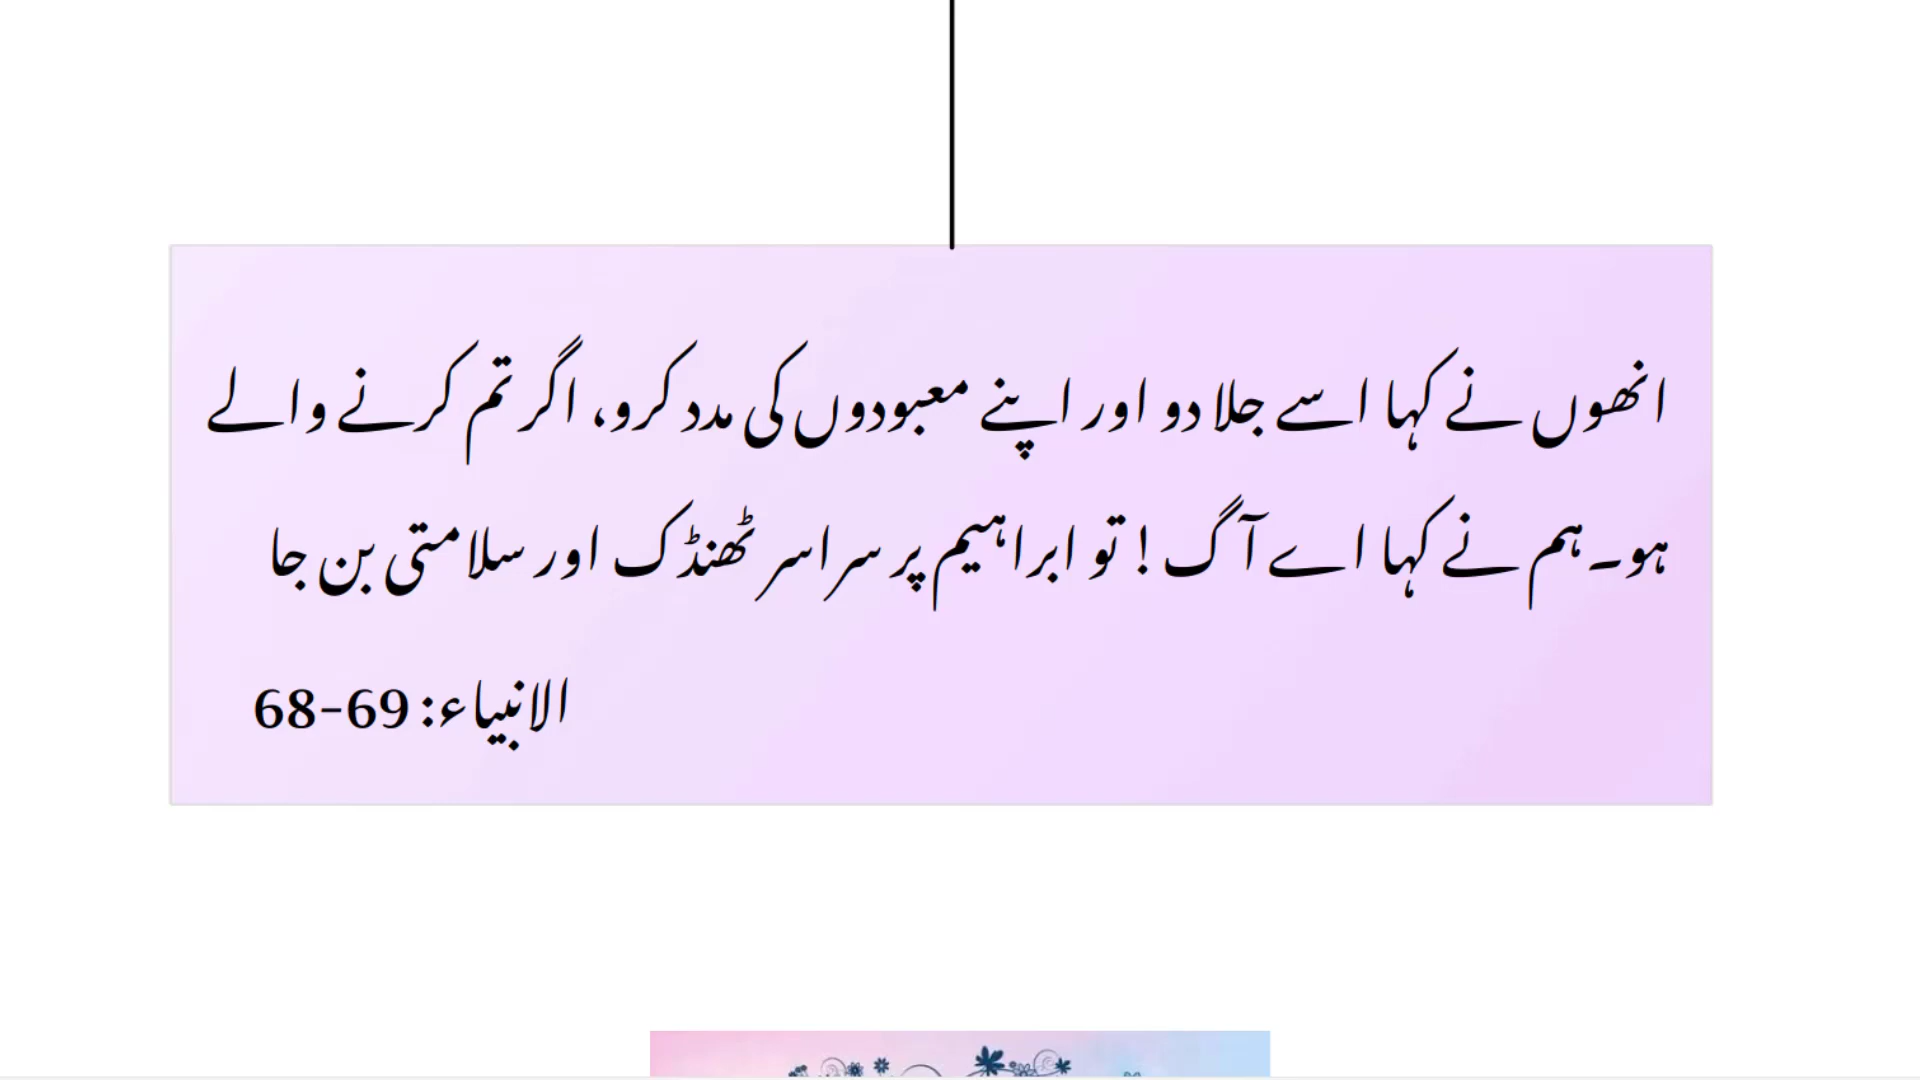 انھوں نے کہا اسے جلا دو اور اپنے معبودوں کی مدد کرو، اگر تم کرنے والے
ہو۔ ہم نے کہا اے آگ ! تو ابراہیم پر سراسر ٹھنڈک اور سلامتی بن جا
الانبیاء: 69-68